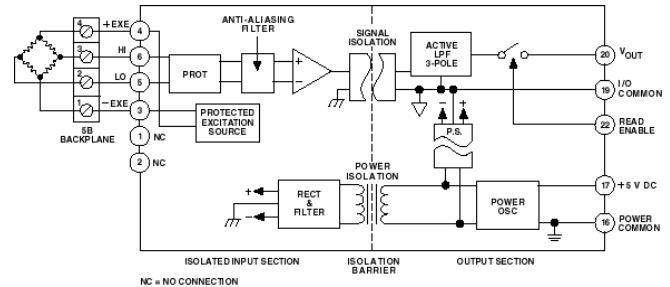 4
+EXE
4
3
HI
6
2
LO
5
1
−EXE
3
5B
BACKPLANE
1
NC
2
NC
ANTI-ALIASING
FILTER
PROT
+
−
PROTECTED
EXCITATION
SOURCE
SIGNAL
ISOLATION
ACTIVE
LPF
3-POLE
20
VOUT
19
I/O
COMMON
22
READ
ENABLE
− +
P.S.
POWER
ISOLATION
+
−
RECT
&
FILTER
POWER
OSC
17
+5 V DC
16
POWER
COMMON
ISOLATED INPUT SECTION
ISOLATION
BARRIER
OUTPUT SECTION
NC = NO CONNECTION